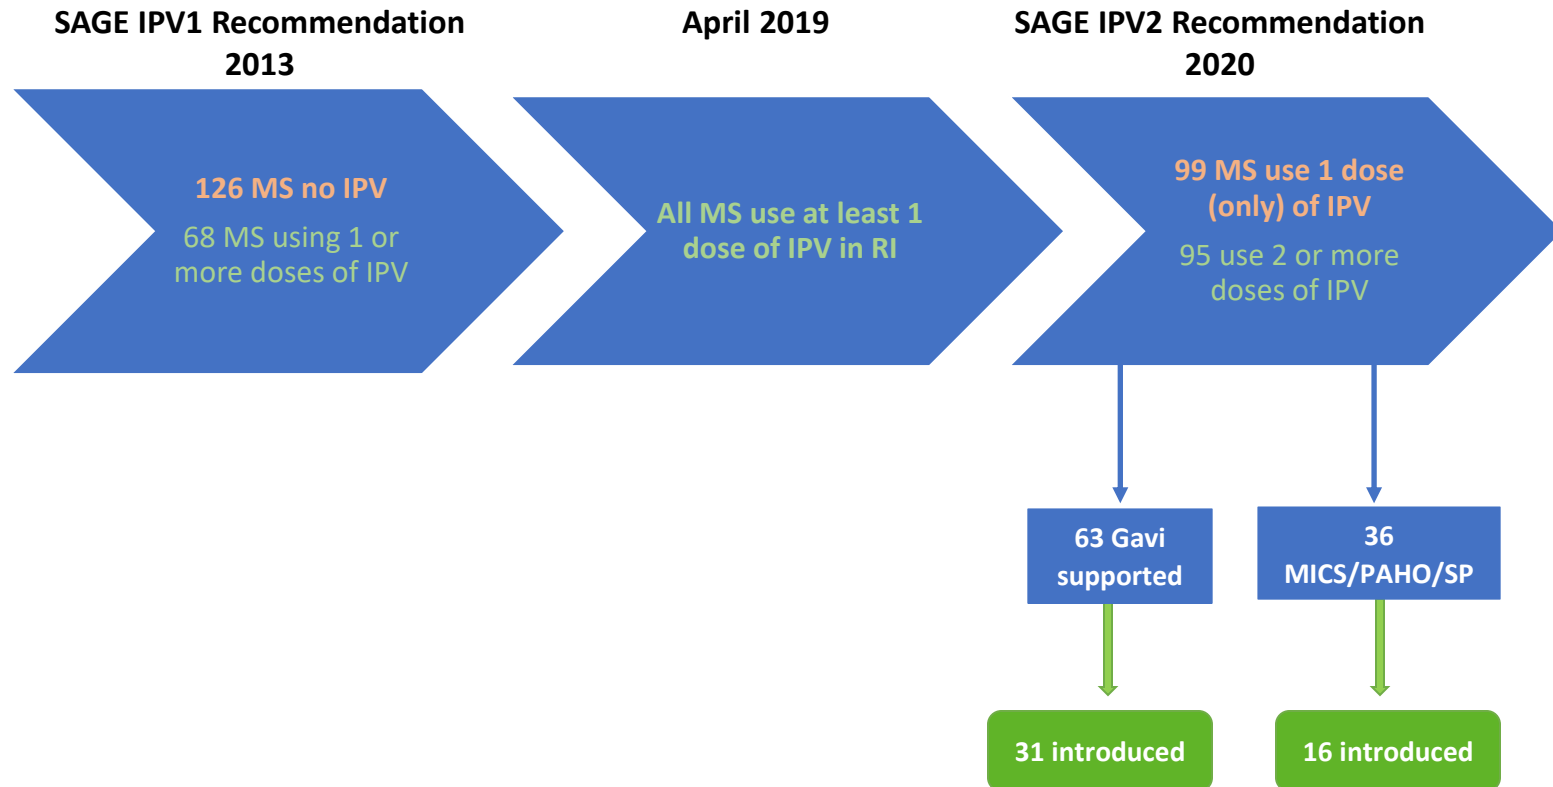 SAGE IPV1 Recommendation
2013
April 2019
SAGE IPV2 Recommendation
2020
126 MS no IPV
68 MS using 1 or
more doses of IPV
All MS use at least 1
dose of IPV in RI
99 MS use 1 dose
(only) of IPV
95 use 2 or more
doses of IPV
63 Gavi
supported
36
MICS/PAHO/SP
31 introduced
16 introduced